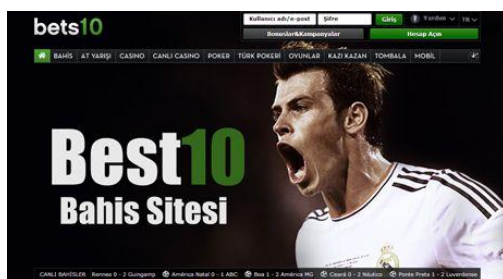 bets10
Kullanıcı adı/e-post Şifre Giriş Yardım TR
Bonuslar&Kampanyalar Hesap Açın
BAHİS AT YARIŞI CASINO CANLI CASINO POKER TÜRK POKERİ OYUNLAR KAZI KAZAN TOMBALA MOBİL
Best10
Bahis Sitesi
CANLI BAHİSLER Rennes 0 - 2 Guingamp América Natal 0 - 1 ABC Boa 1 - 2 América MG Ceará 0 - 2 Náutico Ponte Preta 1 - 2 Luverdense